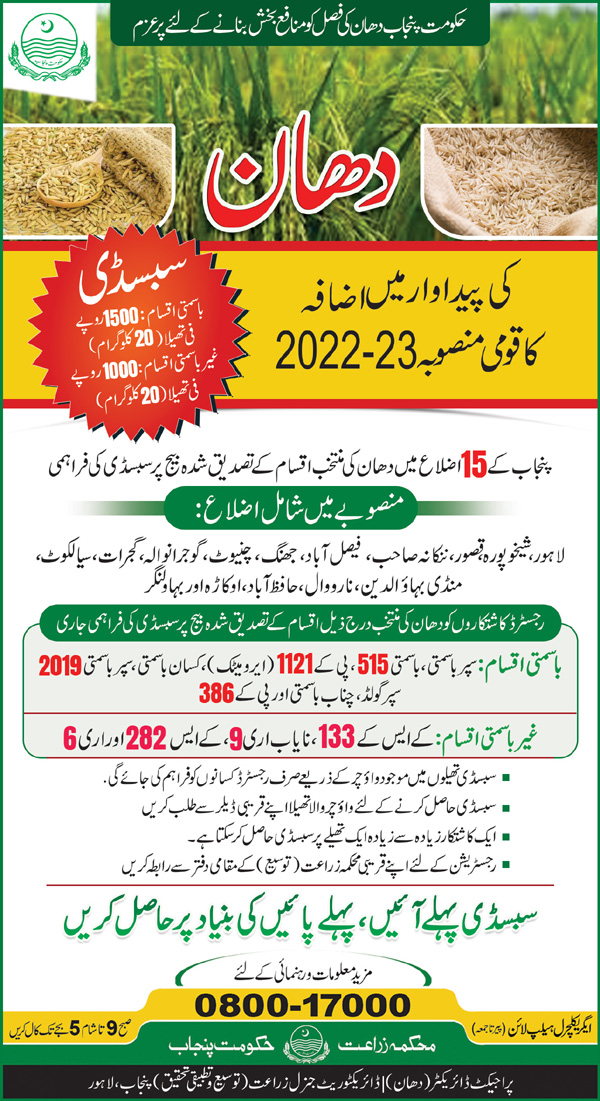 حکومت پنجاب دھان کی فصل کو منافع بخش بنانے کے لئے پرعزم
دھان
کی پیداوار میں اضافہ
کا قومی منصوبہ 2022-23
سبسڈی
باسمتی اقسام: 1500 روپے
فی تھیلا (20 کلوگرام)
غیر باسمتی اقسام: 1000 روپے
فی تھیلا (20 کلوگرام)
پنجاب کے 15 اضلاع میں دھان کی منتخب اقسام کے تصدیق شدہ بیج پر سبسڈی کی فراہمی
منصوبے میں شامل اضلاع:
لاہور، شیخوپورہ، قصور، ننکانہ صاحب، فیصل آباد، جھنگ، چنیوٹ، گوجرانوالہ، گجرات، سیالکوٹ،
منڈی بہاؤالدین، نارووال، حافظ آباد، اوکاڑہ اور بہاولنگر
رجسٹرڈ کاشتکاروں کو دھان کی منتخب درج ذیل اقسام کے تصدیق شدہ بیج پر سبسڈی کی فراہمی جاری
باسمتی اقسام: سپر باسمتی، باسمتی 515، پی کے 1121 (ایرومیٹک)، کسان باسمتی، سپر باسمتی 2019
سپر گولڈ، چناب باسمتی اور پی کے 386
غیر باسمتی اقسام: کے ایس کے 133، نایاب اری 9، کے ایس 282 اور اری 6
▪ سبسڈی تھیلوں میں موجود واؤچر کے ذریعے صرف رجسٹرڈ کسانوں کو فراہم کی جائے گی.
▪ سبسڈی حاصل کرنے کے لئے واؤچر والا تھیلا اپنے قریبی ڈیلر سے طلب کریں
▪ ایک کاشتکار زیادہ سے زیادہ ایک تھیلے پر سبسڈی حاصل کرسکتا ہے۔
▪ رجسٹریشن کے لئے اپنے قریبی محکمہ زراعت (توسیع) کے مقامی دفتر سے رابطہ کریں
سبسڈی پہلے آئیں، پہلے پائیں کی بنیاد پر حاصل کریں
مزید معلومات و رہنمائی کے لئے
0800-17000
ایگریکلچرل ہیلپ لائن (پیر تا جمعہ)
صبح 9 تا شام 5 بجے تک کال کریں
محکمہ زراعت حکومت پنجاب
پراجیکٹ ڈائریکٹر (دھان) | ڈائریکٹوریٹ جنرل زراعت (توسیع و تطبیقی تحقیق) پنجاب، لاہور